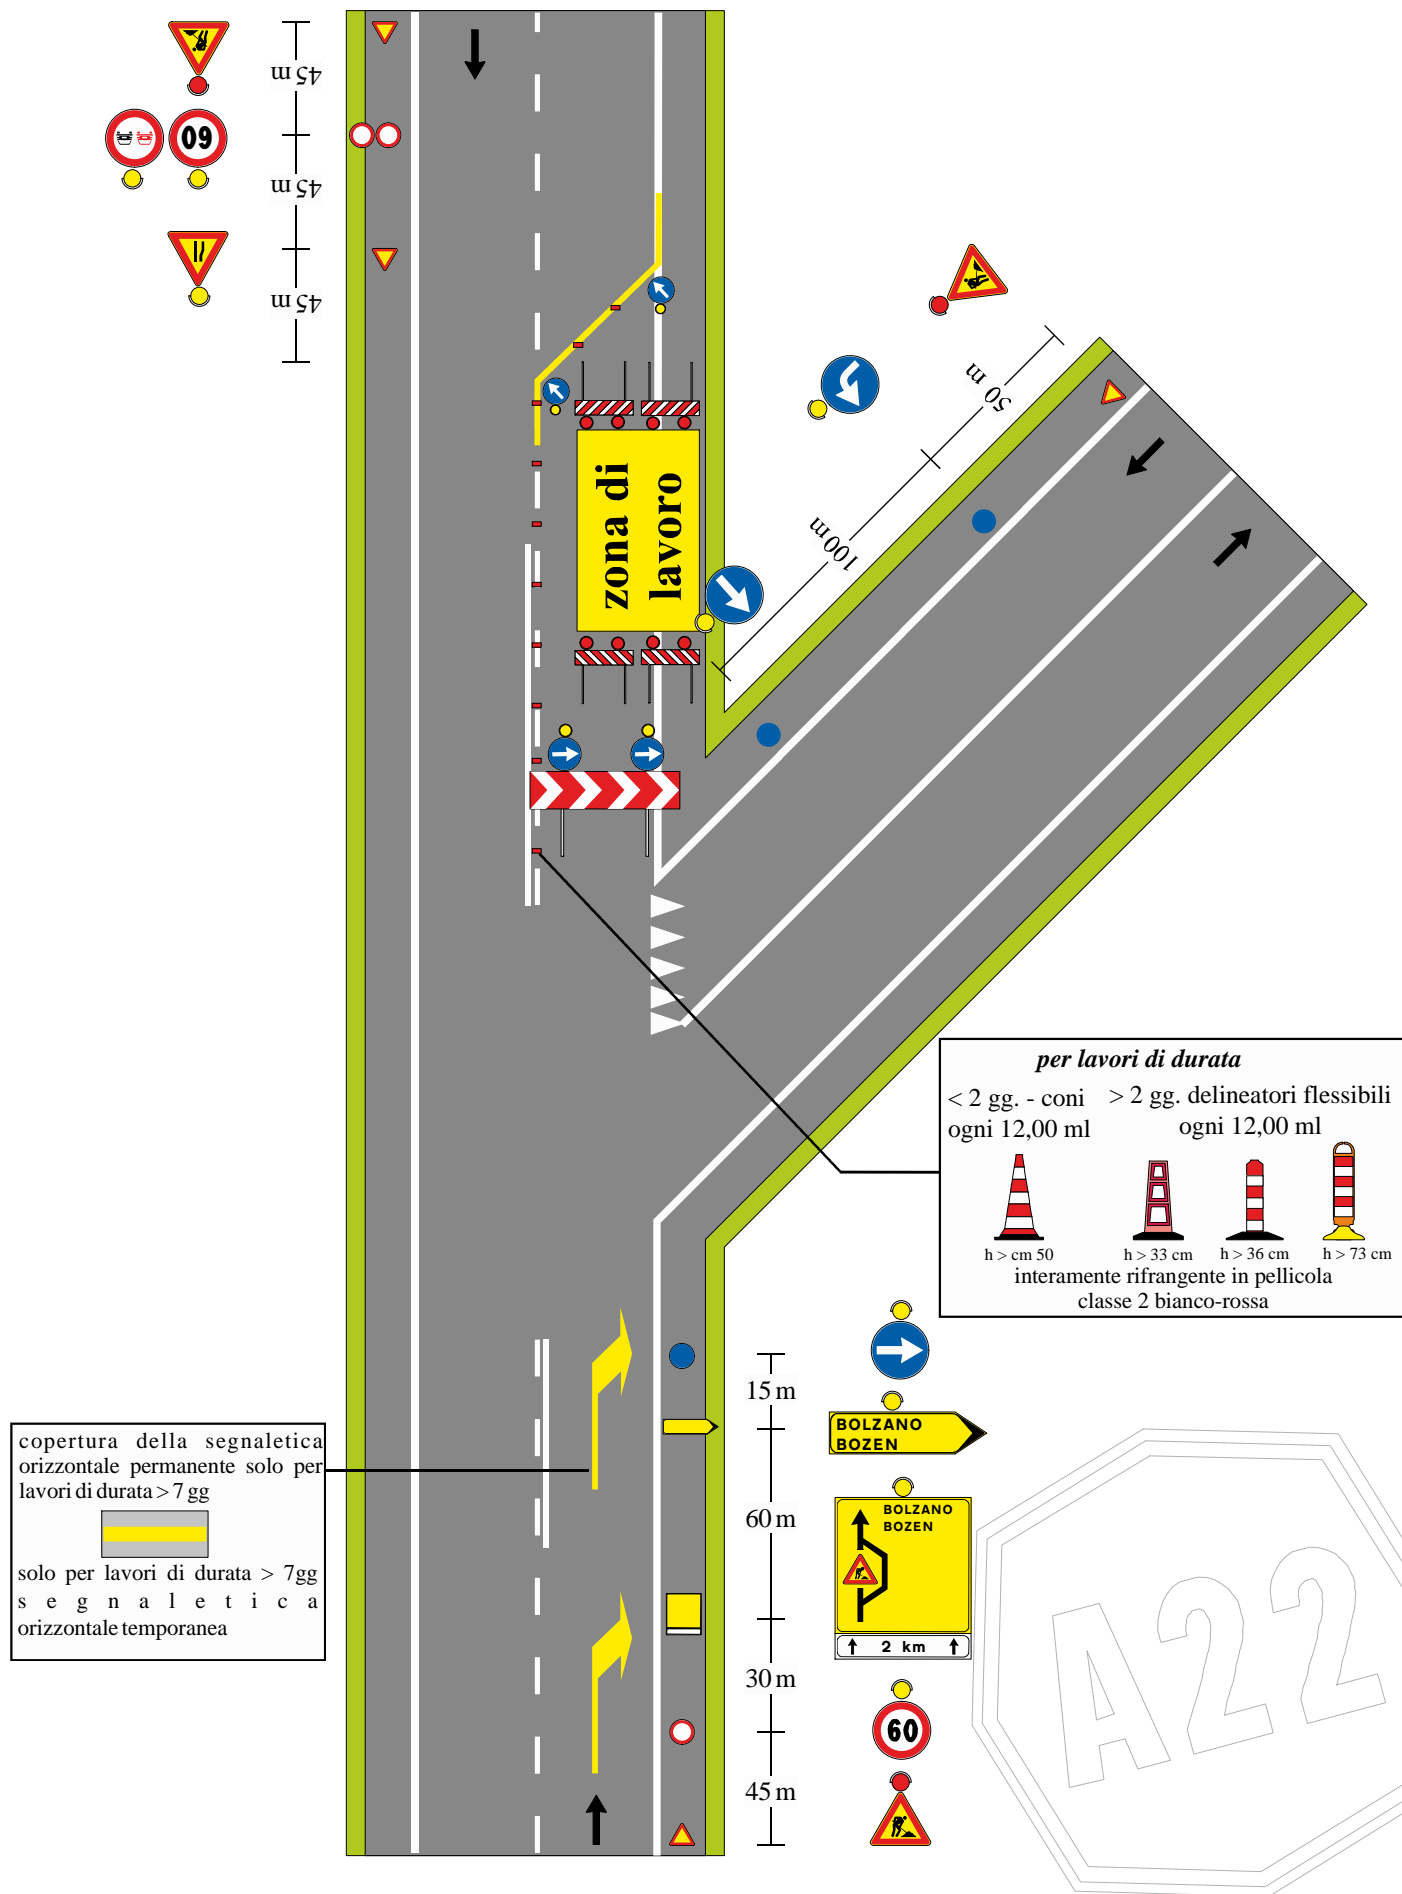 45 m
60
45 m
45 m
50 m
100 m
zona di
lavoro
per lavori di durata
< 2 gg. - coni
ogni 12,00 ml
> 2 gg. delineatori flessibili
ogni 12,00 ml
h > cm 50
h > 33 cm
h > 36 cm
h > 73 cm
interamente rifrangente in pellicola
classe 2 bianco-rossa
15 m
BOLZANO
BOZEN
60 m
BOLZANO
BOZEN
2 km
30 m
60
45 m
copertura della segnaletica
orizzontale permanente solo per
lavori di durata > 7 gg
solo per lavori di durata > 7gg
segnaletica
orizzontale temporanea
A22